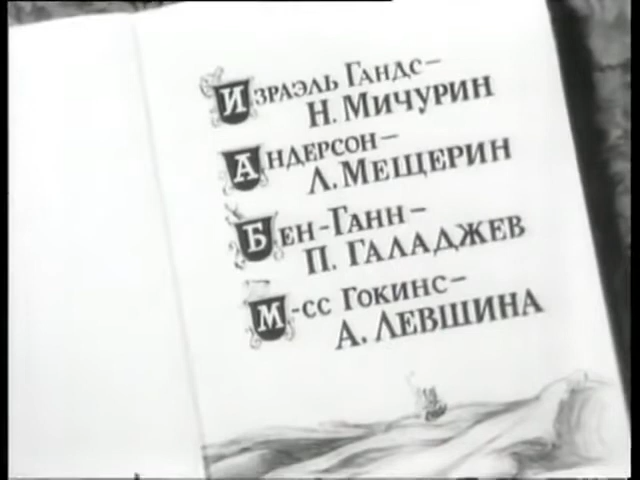 Израэль Гандс–
Н. Мичурин
Андерсон–
Л. Мещерин
Бен-Ганн–
П. Галаджев
М-сс Гокинс–
А. Левшина